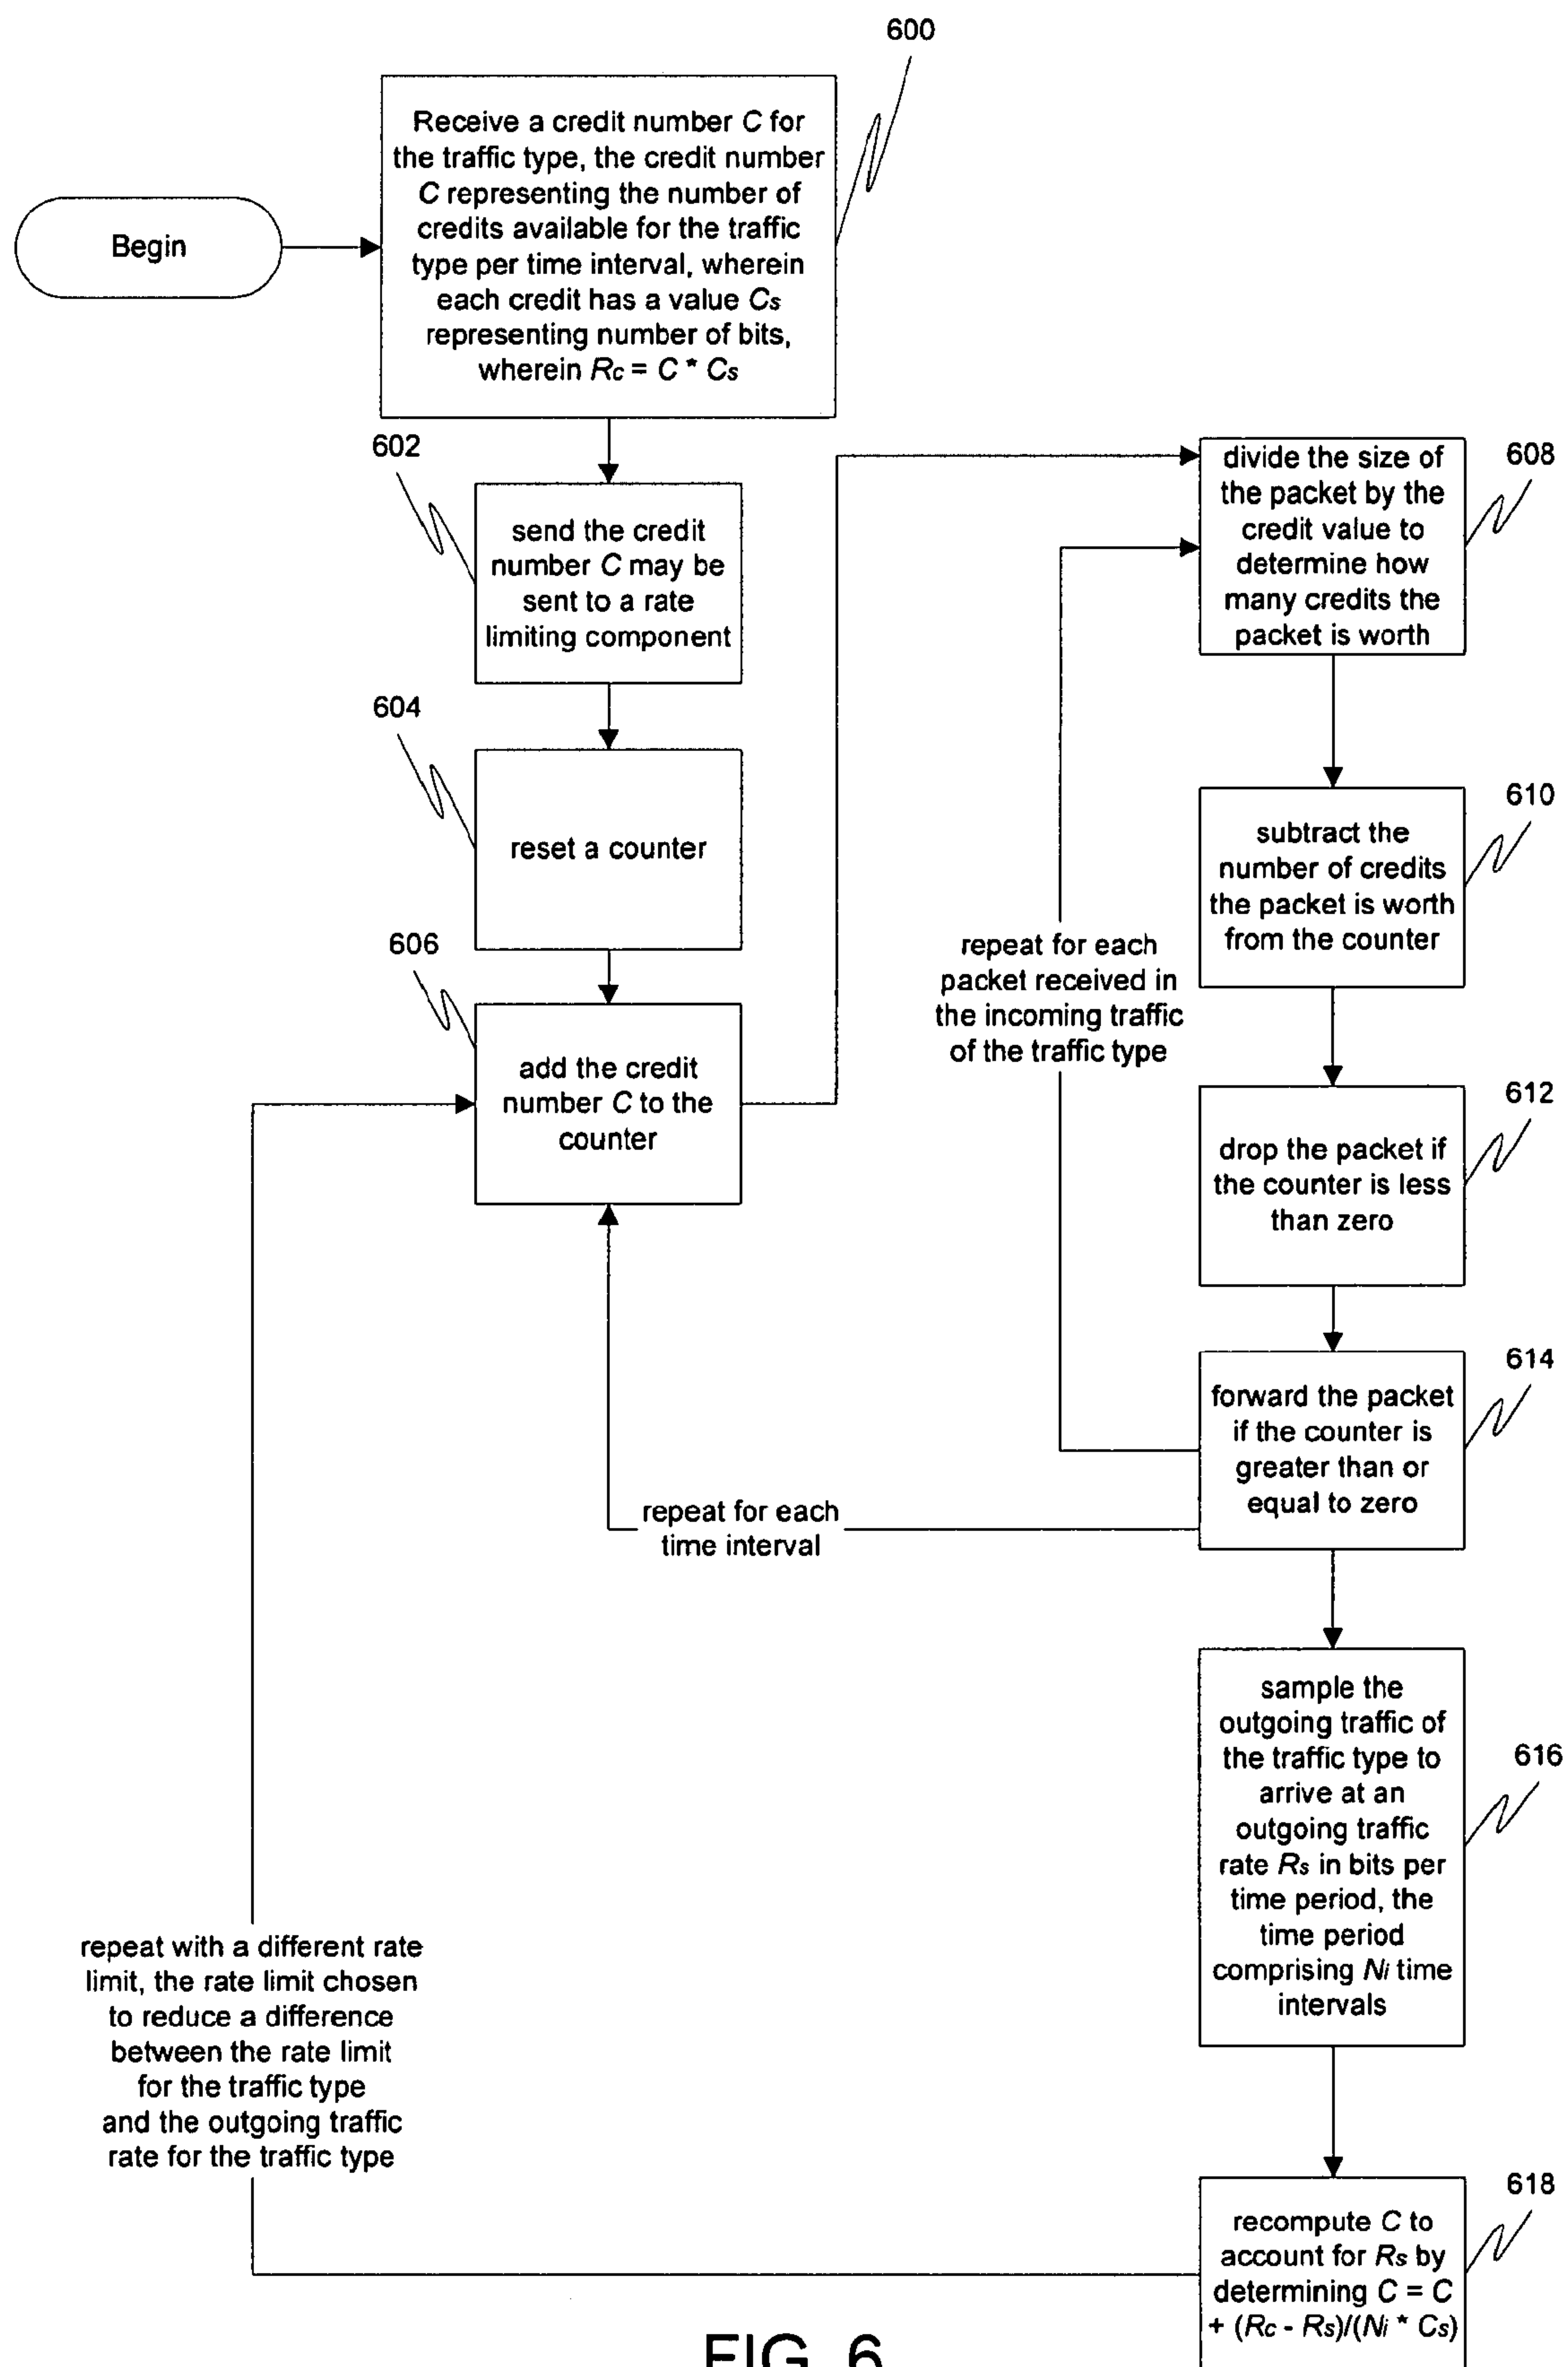 600
Receive a credit number C for
the traffic type, the credit number
C representing the number of
credits available for the traffic
type per time interval, wherein
each credit has a value Cs
representing number of bits,
wherein Rc = C * Cs
Begin
602
send the credit
number C may be
sent to a rate
limiting component
604
reset a counter
606
add the credit
number C to the
counter
608
divide the size of
the packet by the
credit value to
determine how
many credits the
packet is worth
610
subtract the
number of credits
the packet is worth
from the counter
repeat for each
packet received in
the incoming traffic
of the traffic type
612
drop the packet if
the counter is less
than zero
614
forward the packet
if the counter is
greater than or
equal to zero
repeat for each
time interval
616
sample the
outgoing traffic of
the traffic type to
arrive at an
outgoing traffic
rate Rs in bits per
time period, the
time period
comprising Ni time
intervals
repeat with a different rate
limit, the rate limit chosen
to reduce a difference
between the rate limit
for the traffic type
and the outgoing traffic
rate for the traffic type
618
recompute C to
account for Rs by
determining C = C
+ (Rc - Rs)/(Ni * Cs)
FIG. 6